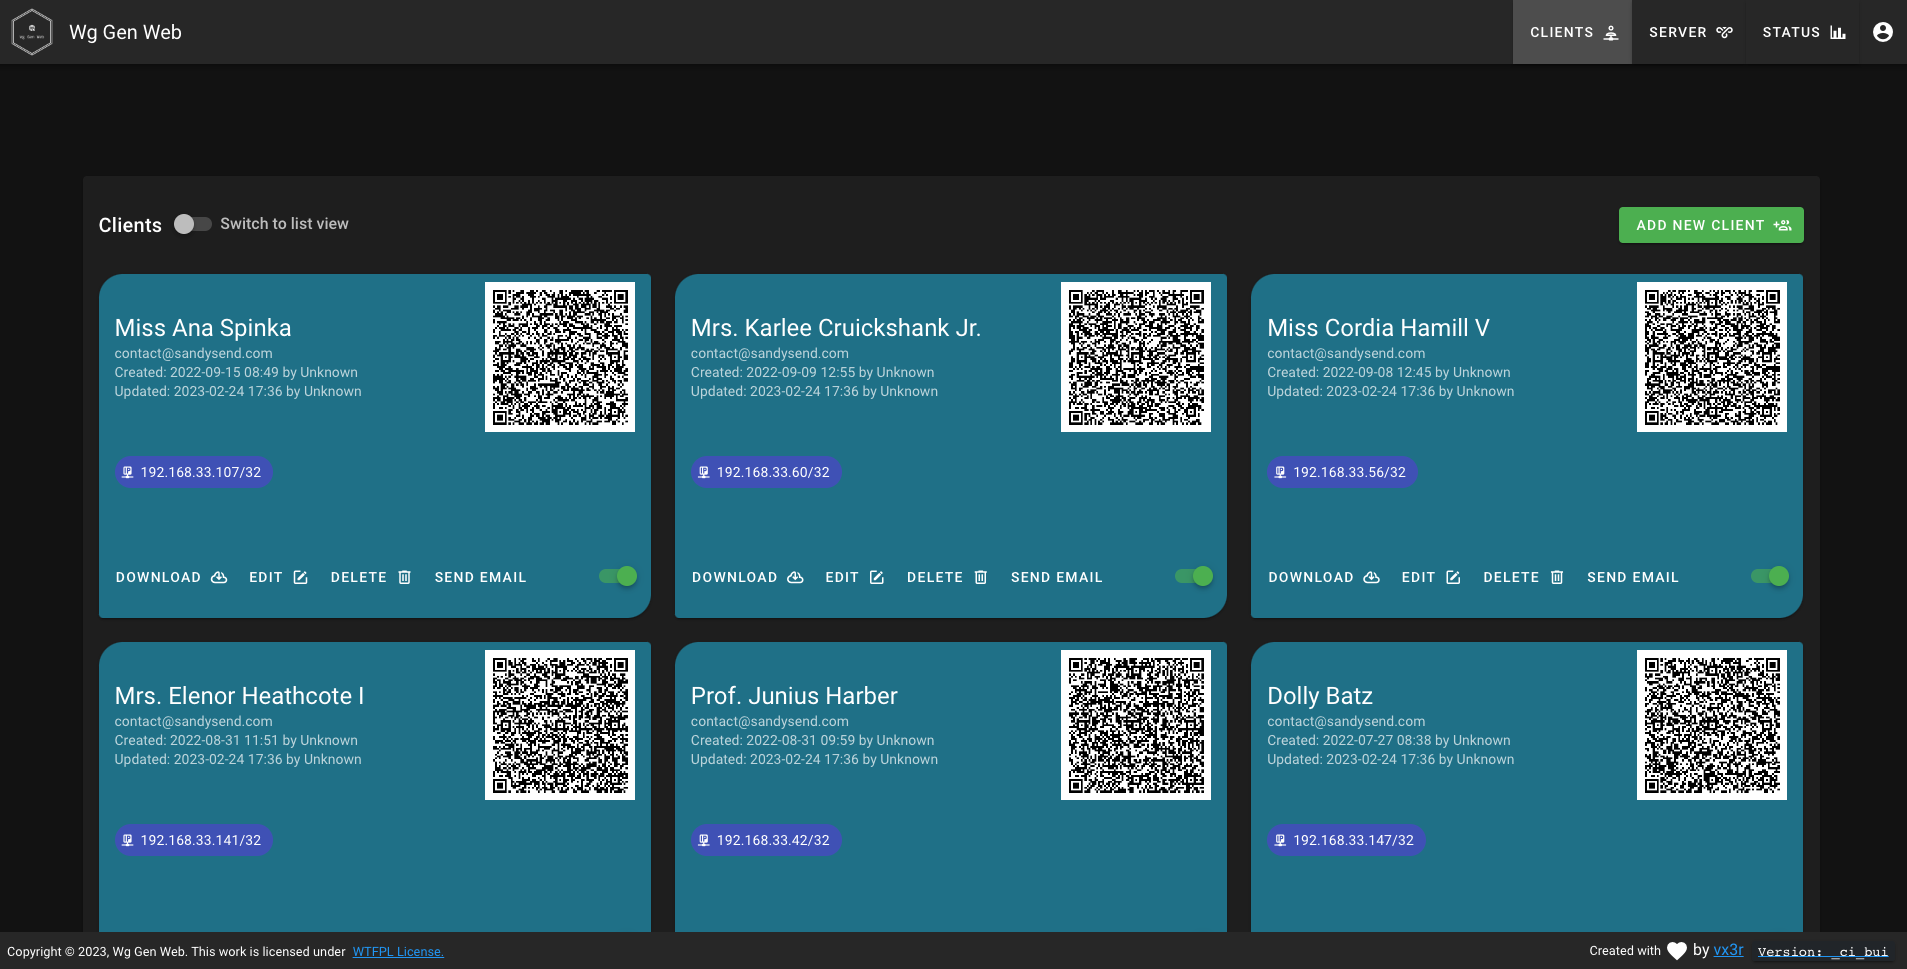 Wg Gen Web
Wg Gen Web
CLIENTS
SERVER
STATUS
Clients
Switch to list view
ADD NEW CLIENT
Miss Ana Spinka
contact@sandysend.com
Created: 2022-09-15 08:49 by Unknown
Updated: 2023-02-24 17:36 by Unknown
192.168.33.107/32
DOWNLOAD EDIT DELETE SEND EMAIL
Mrs. Karlee Cruickshank Jr.
contact@sandysend.com
Created: 2022-09-09 12:55 by Unknown
Updated: 2023-02-24 17:36 by Unknown
192.168.33.60/32
DOWNLOAD EDIT DELETE SEND EMAIL
Miss Cordia Hamill V
contact@sandysend.com
Created: 2022-09-08 12:45 by Unknown
Updated: 2023-02-24 17:36 by Unknown
192.168.33.56/32
DOWNLOAD EDIT DELETE SEND EMAIL
Mrs. Elenor Heathcote I
contact@sandysend.com
Created: 2022-08-31 11:51 by Unknown
Updated: 2023-02-24 17:36 by Unknown
192.168.33.141/32
Prof. Junius Harber
contact@sandysend.com
Created: 2022-08-31 09:59 by Unknown
Updated: 2023-02-24 17:36 by Unknown
192.168.33.42/32
Dolly Batz
contact@sandysend.com
Created: 2022-07-27 08:38 by Unknown
Updated: 2023-02-24 17:36 by Unknown
192.168.33.147/32
Copyright © 2023, Wg Gen Web. This work is licensed under WTFPL License.
Created with by vx3r Version: _ci_bui